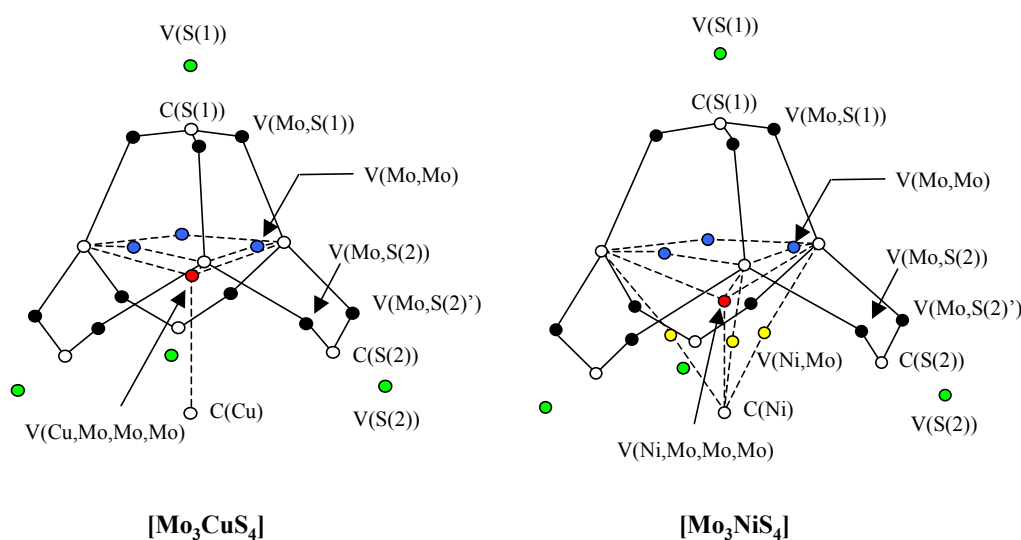 V(S(1))
C(S(1))
V(Mo,S(1))
V(Mo,Mo)
V(Mo,S(2))
V(Mo,S(2)')
C(S(2))
V(S(2))
C(Cu)
V(Cu,Mo,Mo,Mo)
[Mo₃CuS₄]
V(S(1))
C(S(1))
V(Mo,S(1))
V(Mo,Mo)
V(Mo,S(2))
V(Mo,S(2)')
C(S(2))
V(Ni,Mo)
V(S(2))
C(Ni)
V(Ni,Mo,Mo,Mo)
[Mo₃NiS₄]